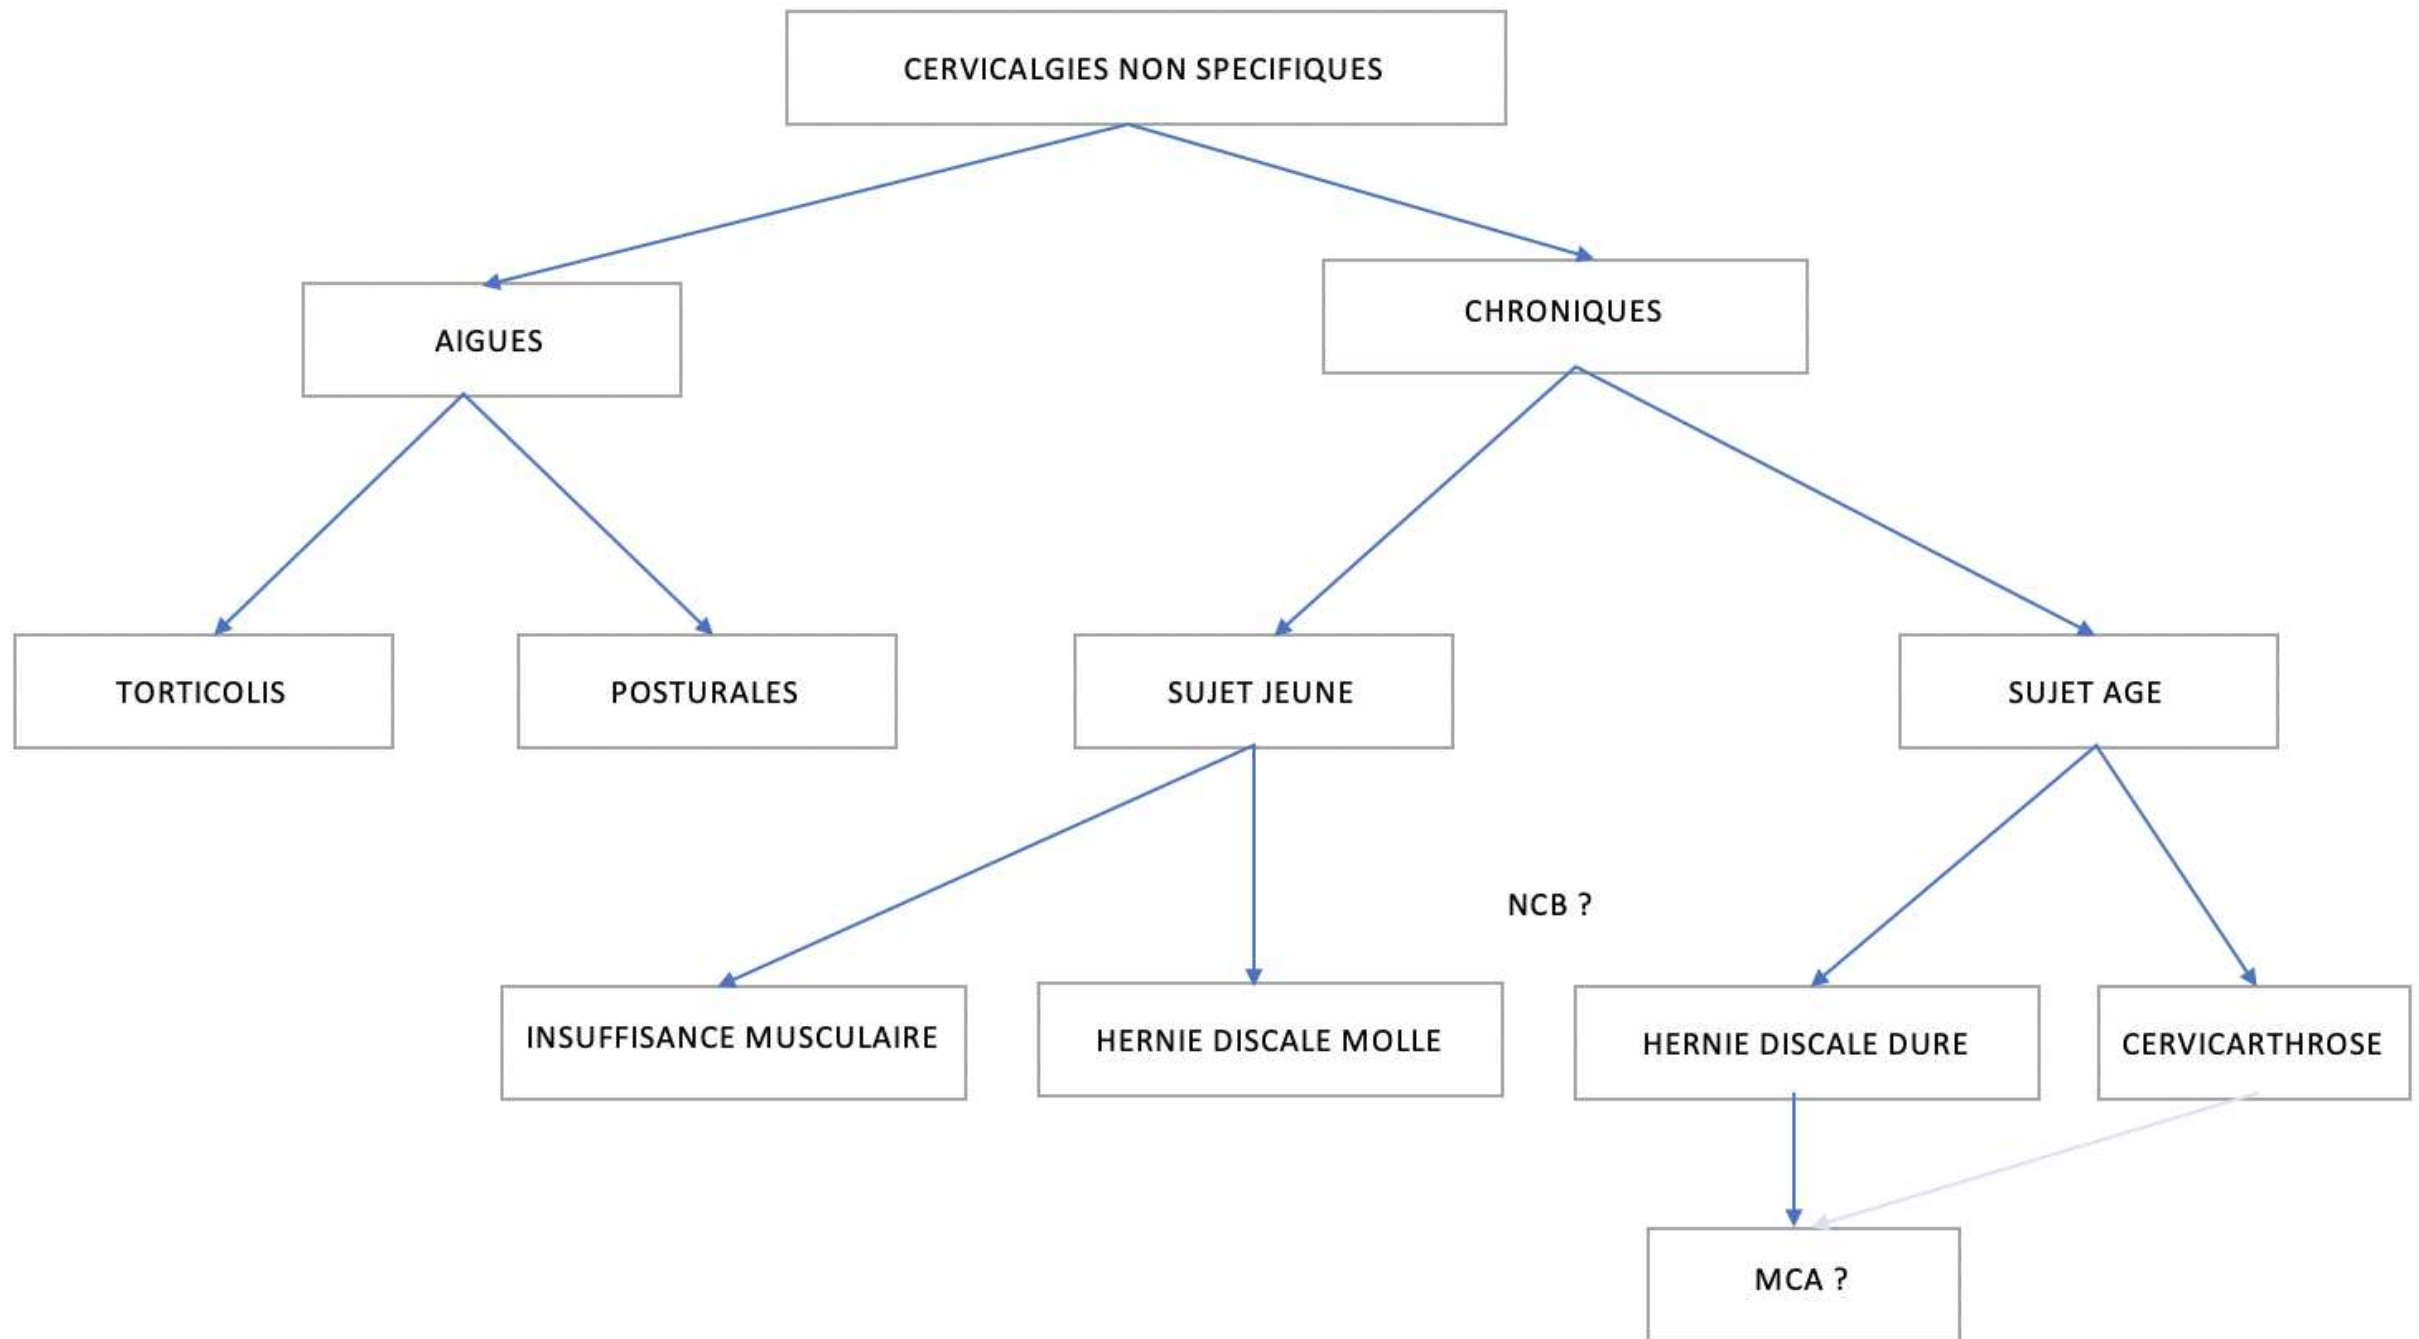 CERVICALGIES NON SPECIFIQUES
AIGUES
CHRONIQUES
TORTICOLIS
POSTURALES
SUJET JEUNE
SUJET AGE
NCB ?
INSUFFISANCE MUSCULAIRE
HERNIE DISCALE MOLLE
HERNIE DISCALE DURE
CERVICARTHROSE
MCA ?